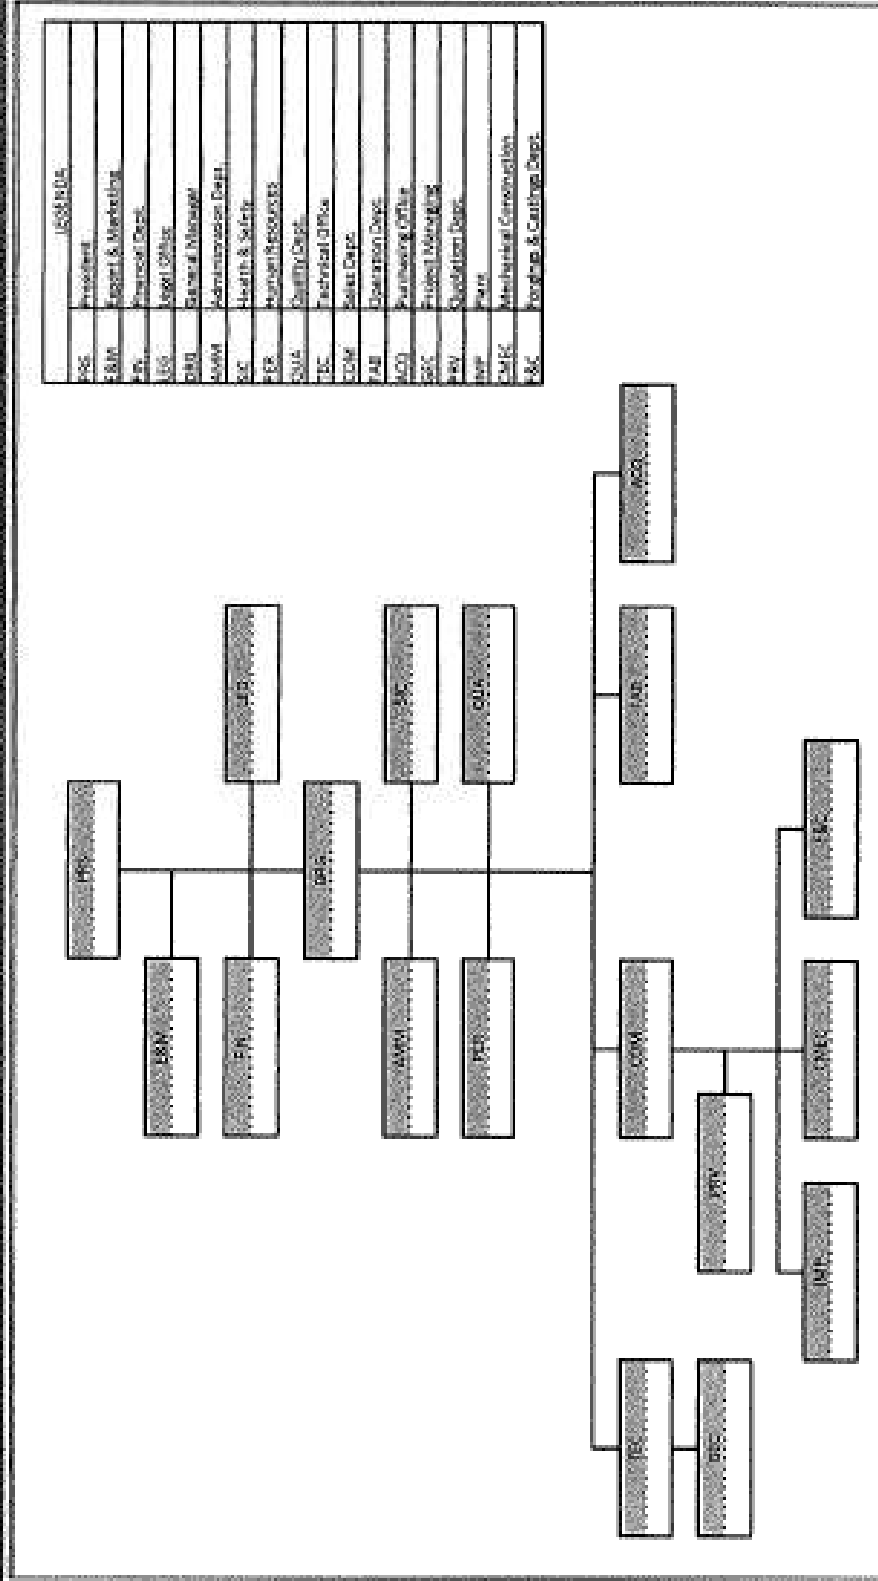 LEGENDA
PRS President
E&M Export & Marketing
FIN Financial Dept.
LEG Legal Office
DRG General Manager
AMM Administration Dept.
SIC Health & Safety
PER Human Resources
QUA Quality Dept.
TEC Technical Office
COM Sales Dept.
FAB Operation Dept.
ACQ Purchasing Office
GEC Project Managing
PRV Quotation Dept.
IMP Plant
CMEC Mechanical Construction
F&C Forgings & Castings Dept.
PRS
E&M
FIN
LEG
DRG
AMM
SIC
PER
QUA
TEC
COM
FAB
ACQ
GEC
PRV
IMP
CMEC
F&C